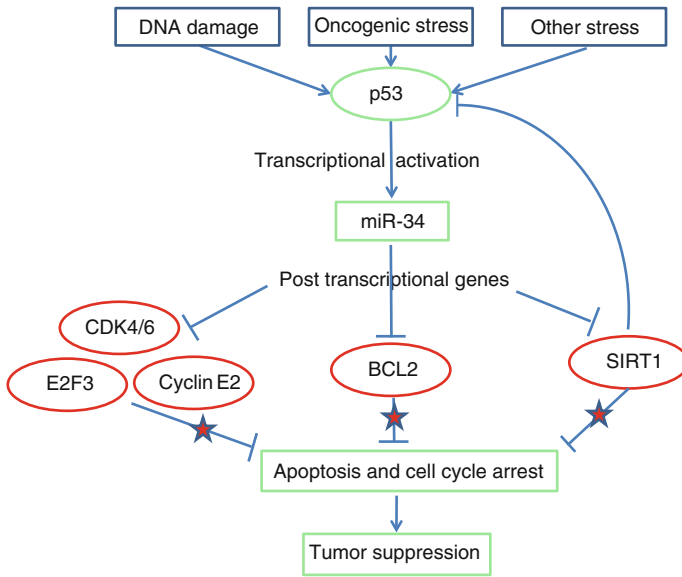 DNA damage
Oncogenic stress
Other stress
p53
Transcriptional activation
miR-34
Post transcriptional genes
CDK4/6
E2F3
Cyclin E2
BCL2
SIRT1
Apoptosis and cell cycle arrest
Tumor suppression